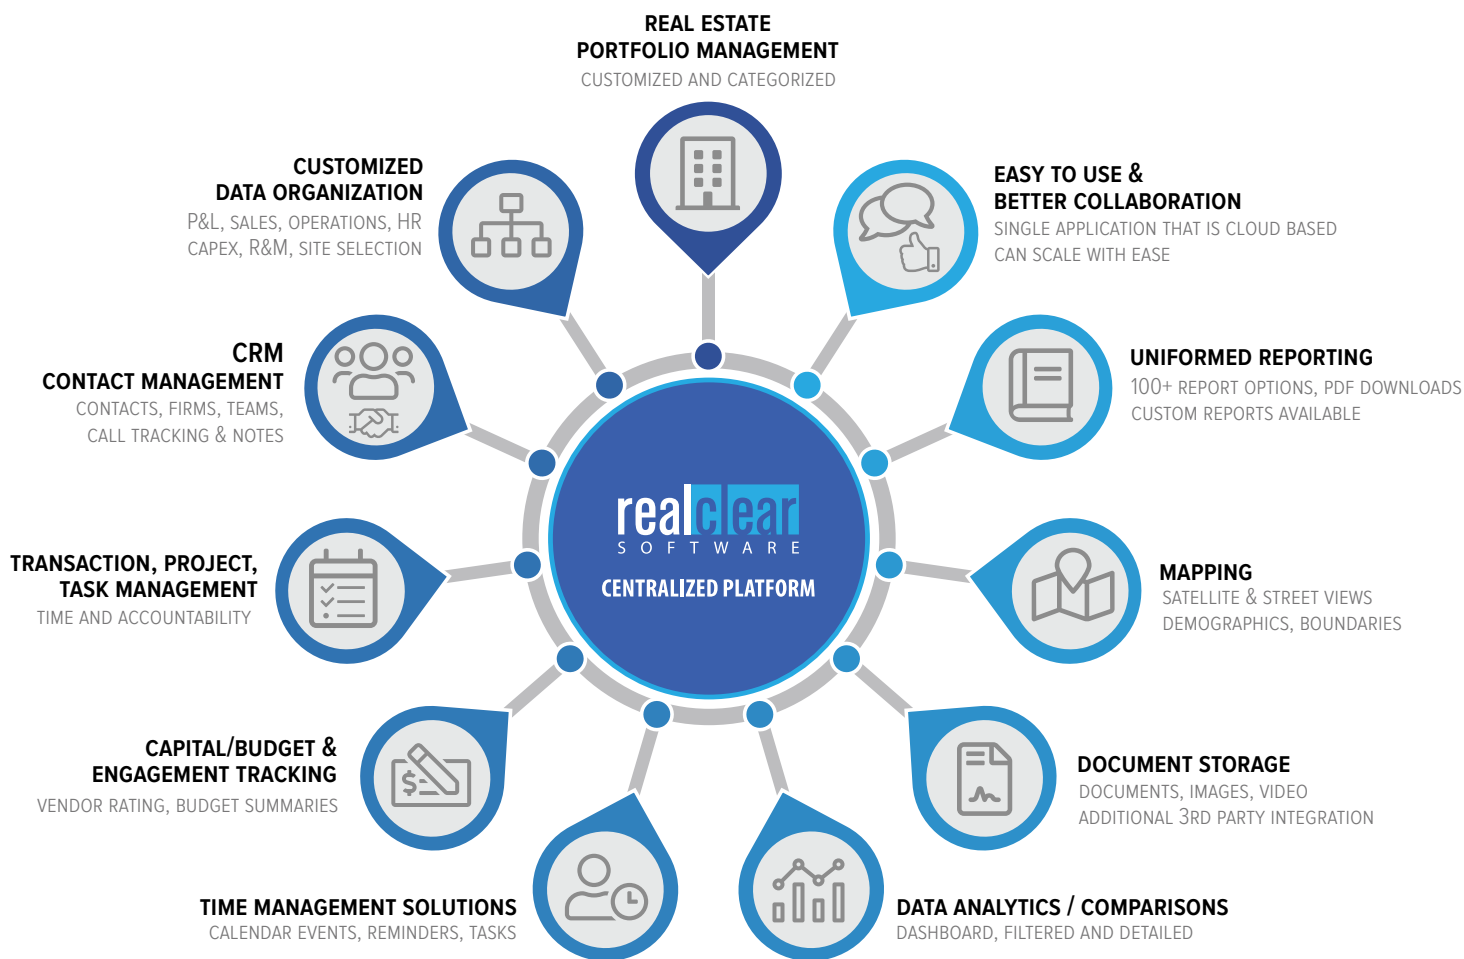 REAL ESTATE
PORTFOLIO MANAGEMENT
CUSTOMIZED AND CATEGORIZED
EASY TO USE &
BETTER COLLABORATION
SINGLE APPLICATION THAT IS CLOUD BASED
CAN SCALE WITH EASE
UNIFORMED REPORTING
100+ REPORT OPTIONS, PDF DOWNLOADS
CUSTOM REPORTS AVAILABLE
MAPPING
SATELLITE & STREET VIEWS
DEMOGRAPHICS, BOUNDARIES
DOCUMENT STORAGE
DOCUMENTS, IMAGES, VIDEO
ADDITIONAL 3RD PARTY INTEGRATION
DATA ANALYTICS / COMPARISONS
DASHBOARD, FILTERED AND DETAILED
TIME MANAGEMENT SOLUTIONS
CALENDAR EVENTS, REMINDERS, TASKS
CAPITAL/BUDGET &
ENGAGEMENT TRACKING
VENDOR RATING, BUDGET SUMMARIES
$
TRANSACTION, PROJECT,
TASK MANAGEMENT
TIME AND ACCOUNTABILITY
CRM
CONTACT MANAGEMENT
CONTACTS, FIRMS, TEAMS,
CALL TRACKING & NOTES
CUSTOMIZED
DATA ORGANIZATION
P&L, SALES, OPERATIONS, HR
CAPEX, R&M, SITE SELECTION
realclear
SOFTWARE
CENTRALIZED PLATFORM